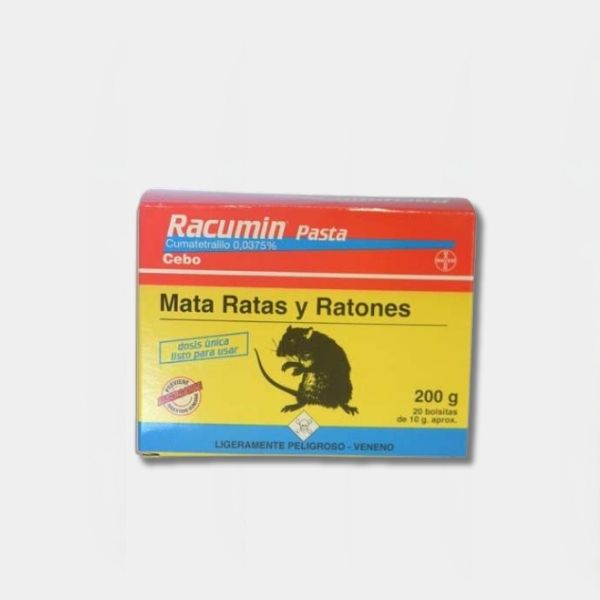 Racumin Pasta
Cumatetralilo 0,0375%
Cebo
BAYER
Mata Ratas y Ratones
dosis única
listo para usar
PREVIENE
200 g
20 bolsitas
de 10 g. aprox.
LIGERAMENTE PELIGROSO - VENENO